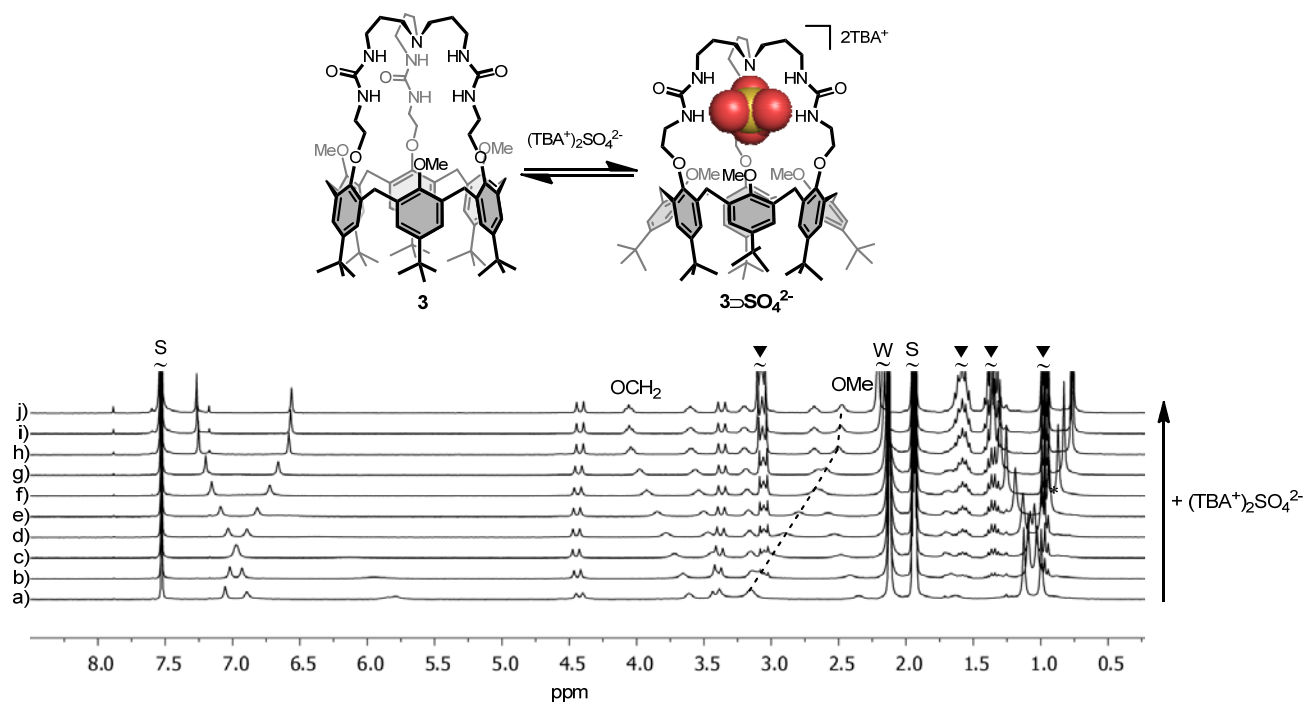 N
NH NH HN
O O O
NH NH HN
O
MeO OMe
O OMe O
3
(TBA⁺)₂SO₄²⁻
2TBA⁺
N
NH HN
O O
NH HN
O O O
OMe MeO MeO
3⊃SO₄²⁻
S ▼ W S ▼ ▼ ▼
~ ~ ~ ~ ~ ~ ~
OCH₂ OMe
j)
i)
h)
g)
f)
*
e)
d)
c)
b)
a)
+ (TBA⁺)₂SO₄²⁻
8.0 7.5 7.0 6.5 6.0 5.5 5.0 4.5 4.0 3.5 3.0 2.5 2.0 1.5 1.0 0.5
ppm